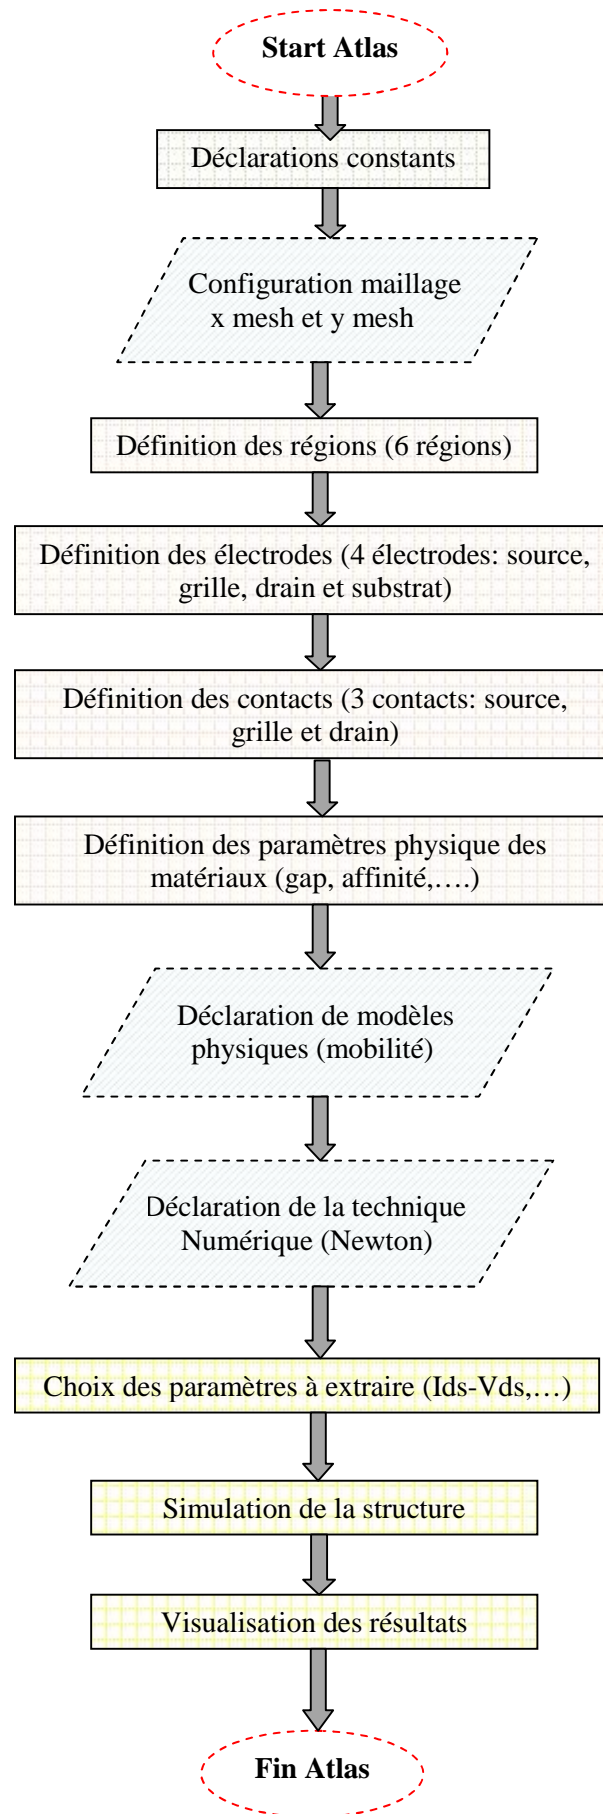 Start Atlas
Déclarations constants
Configuration maillage
x mesh et y mesh
Définition des régions (6 régions)
Définition des électrodes (4 électrodes: source,
grille, drain et substrat)
Définition des contacts (3 contacts: source,
grille et drain)
Définition des paramètres physique des
matériaux (gap, affinité,….)
Déclaration de modèles
physiques (mobilité)
Déclaration de la technique
Numérique (Newton)
Choix des paramètres à extraire (Ids-Vds,…)
Simulation de la structure
Visualisation des résultats
Fin Atlas